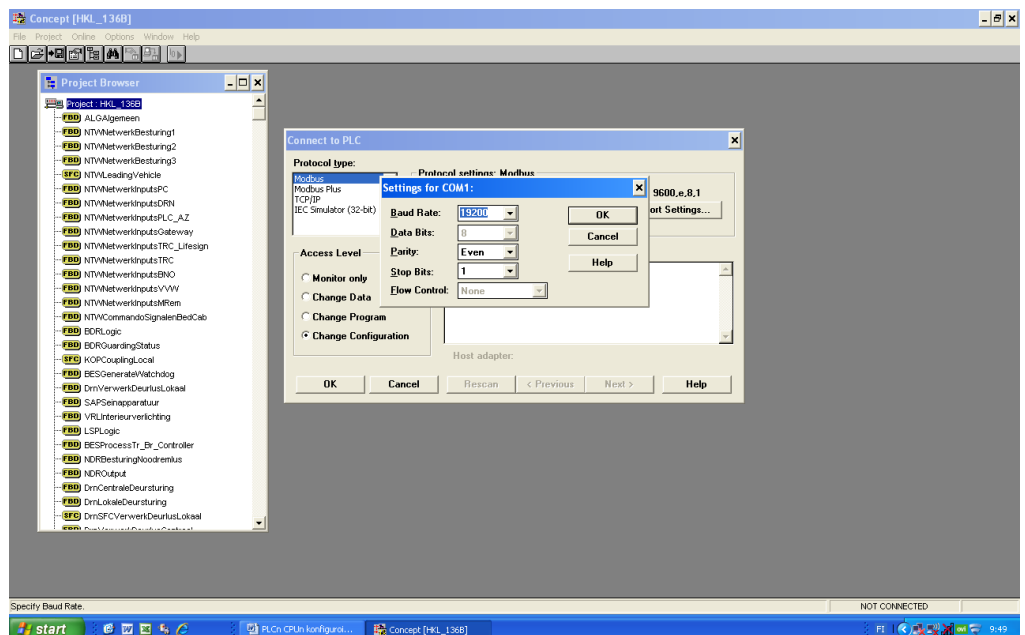 Concept [HKL_136B]
File Project Online Options Window Help
Project Browser
Project : HKL_136B
FBD ALGAlgemeen
FBD NTWNetwerkBesturing1
FBD NTWNetwerkBesturing2
FBD NTWNetwerkBesturing3
SFC NTWLeadingVehicle
FBD NTWNetwerkInputsPC
FBD NTWNetwerkInputsDRN
FBD NTWNetwerkInputsPLC_AZ
FBD NTWNetwerkInputsGateway
FBD NTWNetwerkInputsTRC_Lifesign
FBD NTWNetwerkInputsTRC
FBD NTWNetwerkInputsBNO
FBD NTWNetwerkInputsVVW
FBD NTWNetwerkInputsMRem
FBD NTWCommandoSignalenBedCab
FBD BDRLogic
FBD BDRGuardingStatus
SFC KOPCouplingLocal
FBD BESGenerateWatchdog
FBD DrnVerwerkDeurlusLokaal
FBD SAPSeinapparatuur
FBD VRLInterieurverlichting
FBD LSPLogic
FBD BESProcessTr_Br_Controller
FBD NDRBesturingNoodremlus
FBD NDROutput
FBD DrnCentraleDeursturing
FBD DrnLokaleDeursturing
SFC DrnSFCVerwerkDeurlusLokaal
Connect to PLC
Protocol type:
Modbus
Modbus Plus
TCP/IP
IEC Simulator (32-bit)
Protocol settings: Modbus
9600,e,8,1
ort Settings...
Access Level
Monitor only
Change Data
Change Program
Change Configuration
Host adapter:
OK Cancel Rescan < Previous Next > Help
Settings for COM1:
Baud Rate: 19200
Data Bits: 8
Parity: Even
Stop Bits: 1
Flow Control: None
OK
Cancel
Help
Specify Baud Rate.
NOT CONNECTED
start
PLCn CPUn konfiguroi...
Concept [HKL_136B]
FI
9:49